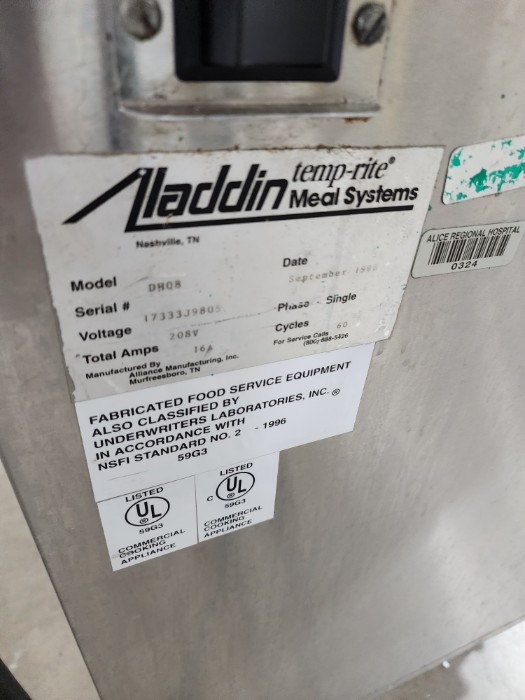 Aladdin temp-rite®
Meal Systems
Nashville, TN
Date
September
Model DH08
Serial #
Phase - Single
Voltage 208V
Cycles 60
Total Amps 16A
For Service Calls
Manufactured By
Alliance Manufacturing, Inc.
Murfreesboro, TN
ALICE REGIONAL HOSPITAL
0324
FABRICATED FOOD SERVICE EQUIPMENT
ALSO CLASSIFIED BY
UNDERWRITERS LABORATORIES, INC. ®
IN ACCORDANCE WITH
NSFI STANDARD NO. 2 - 1996
59G3
LISTED
UL
®
59G3
COMMERCIAL
COOKING
APPLIANCE
LISTED
C UL
®
59G3
COMMERCIAL
COOKING
APPLIANCE